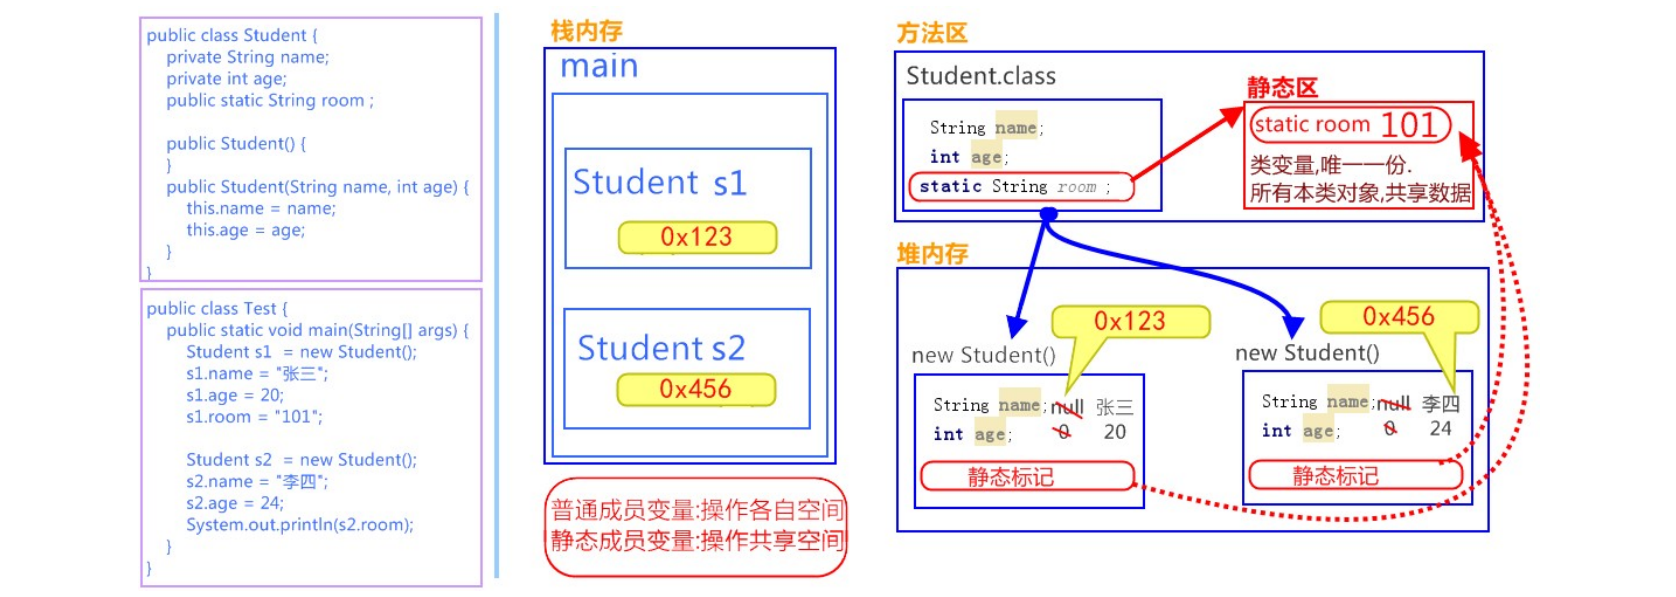 public class Student {
private String name;
private int age;
public static String room ;
public Student() {
}
public Student(String name, int age) {
this.name = name;
this.age = age;
}
}
public class Test {
public static void main(String[] args) {
Student s1 = new Student();
s1.name = "张三";
s1.age = 20;
s1.room = "101";
Student s2 = new Student();
s2.name = "李四";
s2.age = 24;
System.out.println(s2.room);
}
}
栈内存
main
Student s1
0x123
Student s2
0x456
普通成员变量:操作各自空间
静态成员变量:操作共享空间
方法区
Student.class
String name;
int age;
static String room ;
静态区
static room 101
类变量,唯一一份.
所有本类对象,共享数据
堆内存
0x123
new Student()
String name; null 张三
int age; 0 20
静态标记
0x456
new Student()
String name; null 李四
int age; 0 24
静态标记